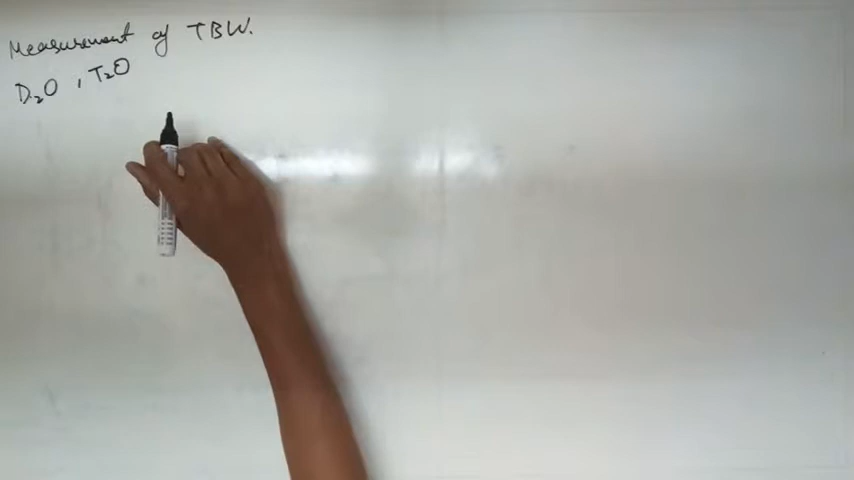 Measurement of TBW.
D₂O, T₂O